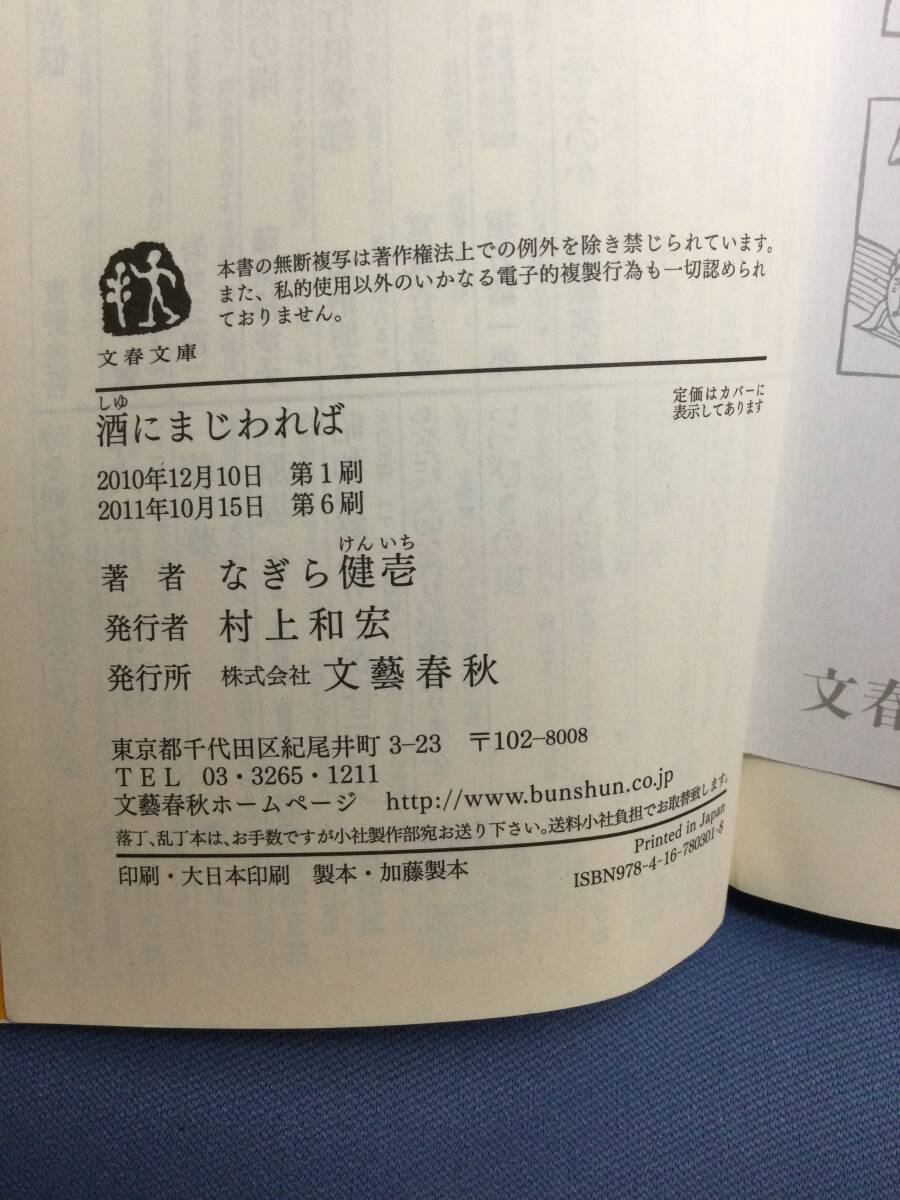 本書の無断複写は著作権法上での例外を除き禁じられています。
また、私的使用以外のいかなる電子的複製行為も一切認められ
ておりません。
文春文庫
定価はカバーに
表示してあります
しゅ
酒にまじわれば
2010年12月10日 第1刷
2011年10月15日 第6刷
けんいち
著者 なぎら健壱
発行者 村上和宏
発行所 株式会社 文藝春秋
東京都千代田区紀尾井町 3-23 〒102-8008
TEL 03・3265・1211
文藝春秋ホームページ http://www.bunshun.co.jp
落丁、乱丁本は、お手数ですが小社製作部宛お送り下さい。送料小社負担でお取替致します。
印刷・大日本印刷 製本・加藤製本
Printed in Japan
ISBN978-4-16-780301-8
文春